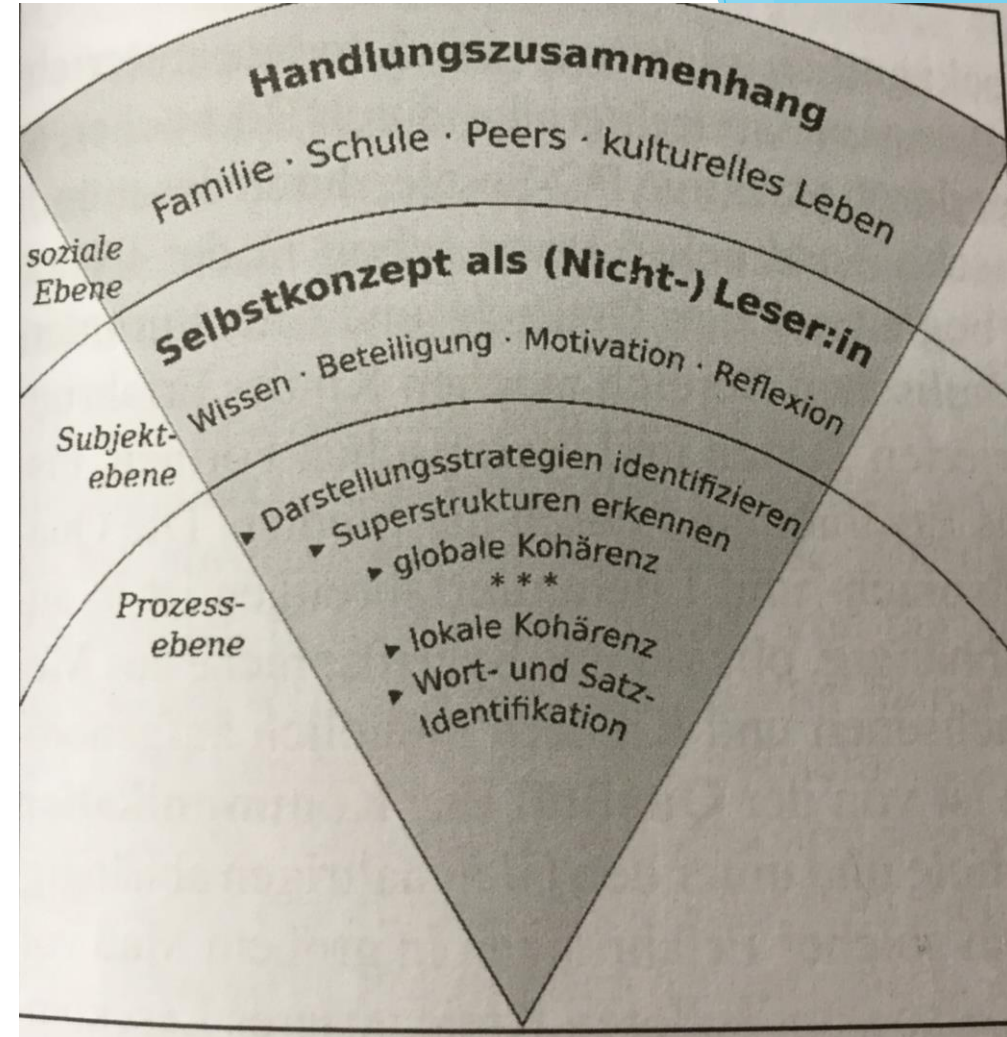 Handlungszusammenhang
Familie · Schule · Peers · kulturelles Leben
soziale
Ebene
Selbstkonzept als (Nicht-) Leser:in
Wissen · Beteiligung · Motivation · Reflexion
Subjekt-
ebene
▸ Darstellungsstrategien identifizieren
▸ Superstrukturen erkennen
▸ globale Kohärenz
* * *
Prozess-
ebene
▸ lokale Kohärenz
▸ Wort- und Satz-
Identifikation